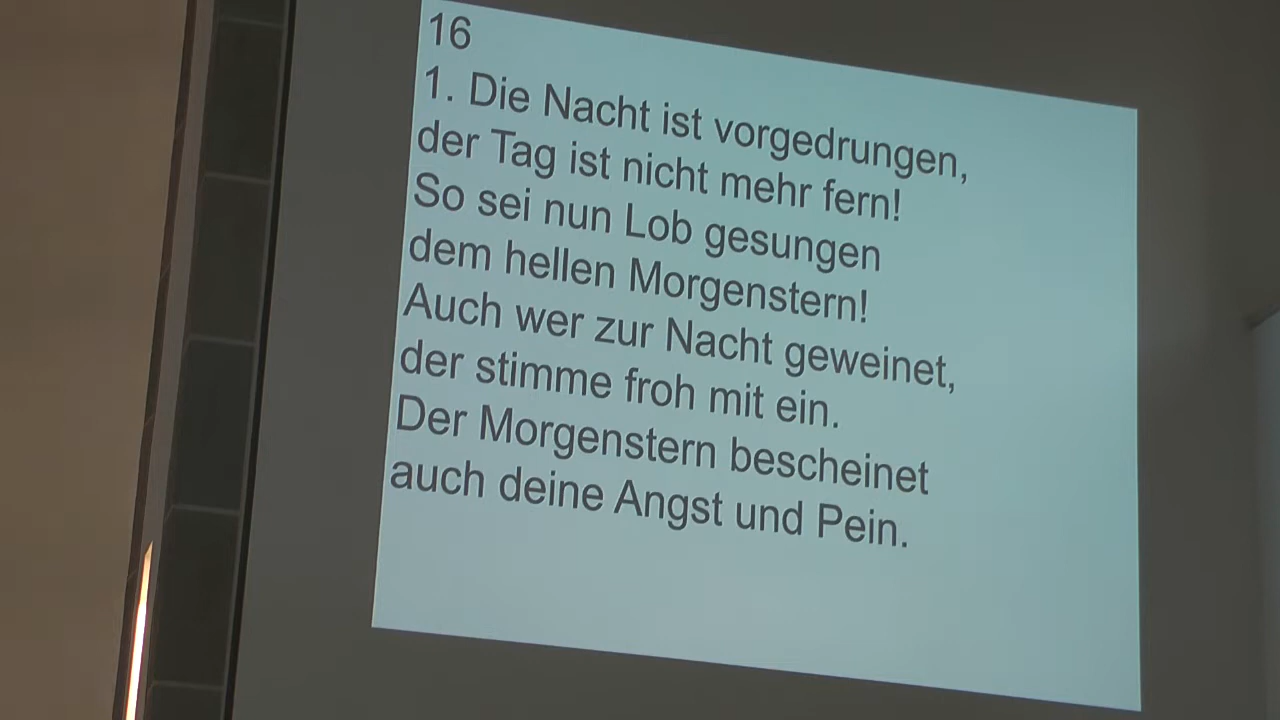 16
1. Die Nacht ist vorgedrungen,
der Tag ist nicht mehr fern!
So sei nun Lob gesungen
dem hellen Morgenstern!
Auch wer zur Nacht geweinet,
der stimme froh mit ein.
Der Morgenstern bescheinet
auch deine Angst und Pein.